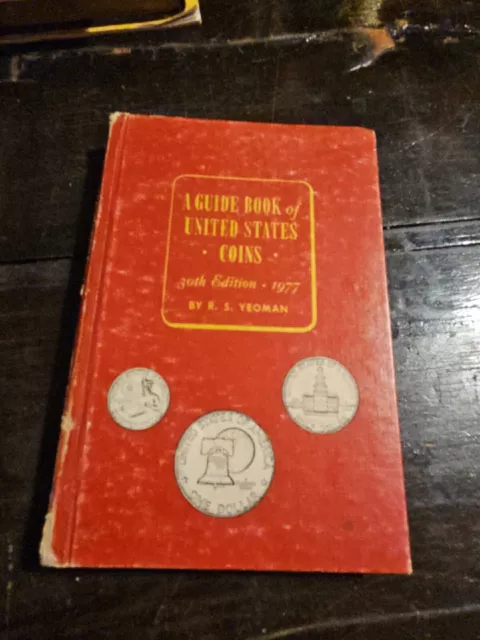 A GUIDE BOOK of
UNITED STATES
· COINS ·
30th Edition · 1977
BY R. S. YEOMAN
UNITED STATES OF AMERICA
ONE DOLLAR